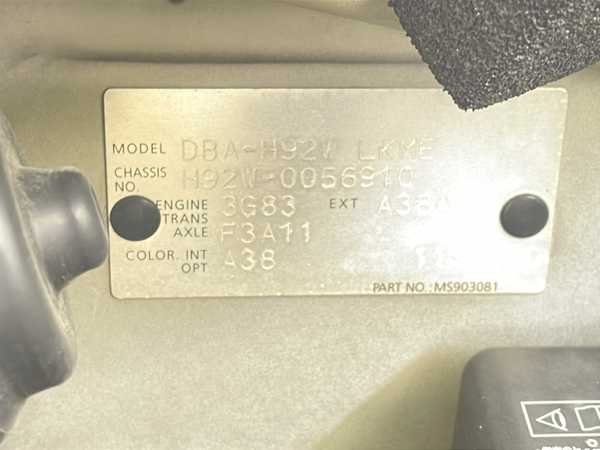 MODEL DBA-H92W LKME
CHASSIS NO. H92W-0056910
ENGINE 3G83 EXT A38A
TRANS AXLE F3A11
COLOR. INT A38
OPT
PART NO.: MS903081